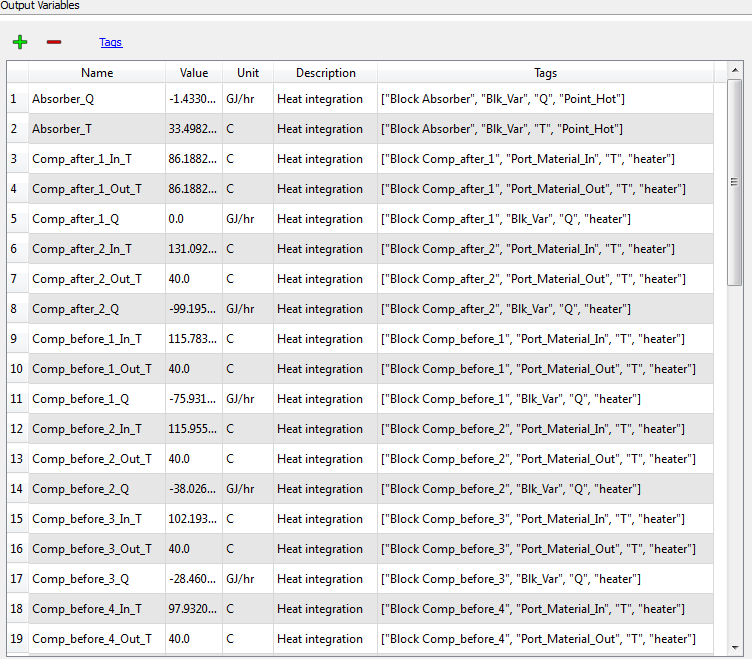 Output Variables
Tags
Name Value Unit Description Tags
1 Absorber_Q -1.4330... GJ/hr Heat integration ["Block Absorber", "Blk_Var", "Q", "Point_Hot"]
2 Absorber_T 33.4982... C Heat integration ["Block Absorber", "Blk_Var", "T", "Point_Hot"]
3 Comp_after_1_In_T 86.1882... C Heat integration ["Block Comp_after_1", "Port_Material_In", "T", "heater"]
4 Comp_after_1_Out_T 86.1882... C Heat integration ["Block Comp_after_1", "Port_Material_Out", "T", "heater"]
5 Comp_after_1_Q 0.0 GJ/hr Heat integration ["Block Comp_after_1", "Blk_Var", "Q", "heater"]
6 Comp_after_2_In_T 131.092... C Heat integration ["Block Comp_after_2", "Port_Material_In", "T", "heater"]
7 Comp_after_2_Out_T 40.0 C Heat integration ["Block Comp_after_2", "Port_Material_Out", "T", "heater"]
8 Comp_after_2_Q -99.195... GJ/hr Heat integration ["Block Comp_after_2", "Blk_Var", "Q", "heater"]
9 Comp_before_1_In_T 115.783... C Heat integration ["Block Comp_before_1", "Port_Material_In", "T", "heater"]
10 Comp_before_1_Out_T 40.0 C Heat integration ["Block Comp_before_1", "Port_Material_Out", "T", "heater"]
11 Comp_before_1_Q -75.931... GJ/hr Heat integration ["Block Comp_before_1", "Blk_Var", "Q", "heater"]
12 Comp_before_2_In_T 115.955... C Heat integration ["Block Comp_before_2", "Port_Material_In", "T", "heater"]
13 Comp_before_2_Out_T 40.0 C Heat integration ["Block Comp_before_2", "Port_Material_Out", "T", "heater"]
14 Comp_before_2_Q -38.026... GJ/hr Heat integration ["Block Comp_before_2", "Blk_Var", "Q", "heater"]
15 Comp_before_3_In_T 102.193... C Heat integration ["Block Comp_before_3", "Port_Material_In", "T", "heater"]
16 Comp_before_3_Out_T 40.0 C Heat integration ["Block Comp_before_3", "Port_Material_Out", "T", "heater"]
17 Comp_before_3_Q -28.460... GJ/hr Heat integration ["Block Comp_before_3", "Blk_Var", "Q", "heater"]
18 Comp_before_4_In_T 97.9320... C Heat integration ["Block Comp_before_4", "Port_Material_In", "T", "heater"]
19 Comp_before_4_Out_T 40.0 C Heat integration ["Block Comp_before_4", "Port_Material_Out", "T", "heater"]